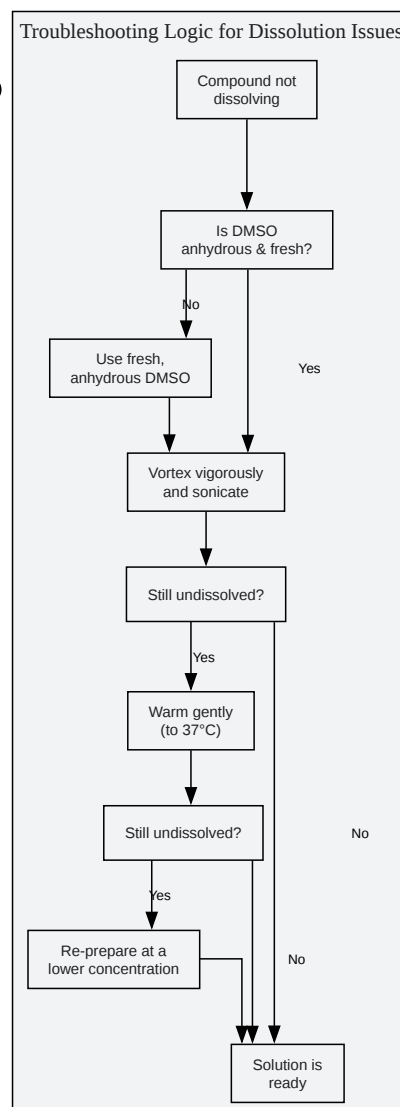 Troubleshooting Logic for Dissolution Issues
)
Compound not
dissolving
Is DMSO
anhydrous & fresh?
No
Use fresh,
anhydrous DMSO
Yes
Vortex vigorously
and sonicate
Still undissolved?
Yes
Warm gently
(to 37°C)
Still undissolved?
No
Yes
Re-prepare at a
lower concentration
No
Solution is
ready